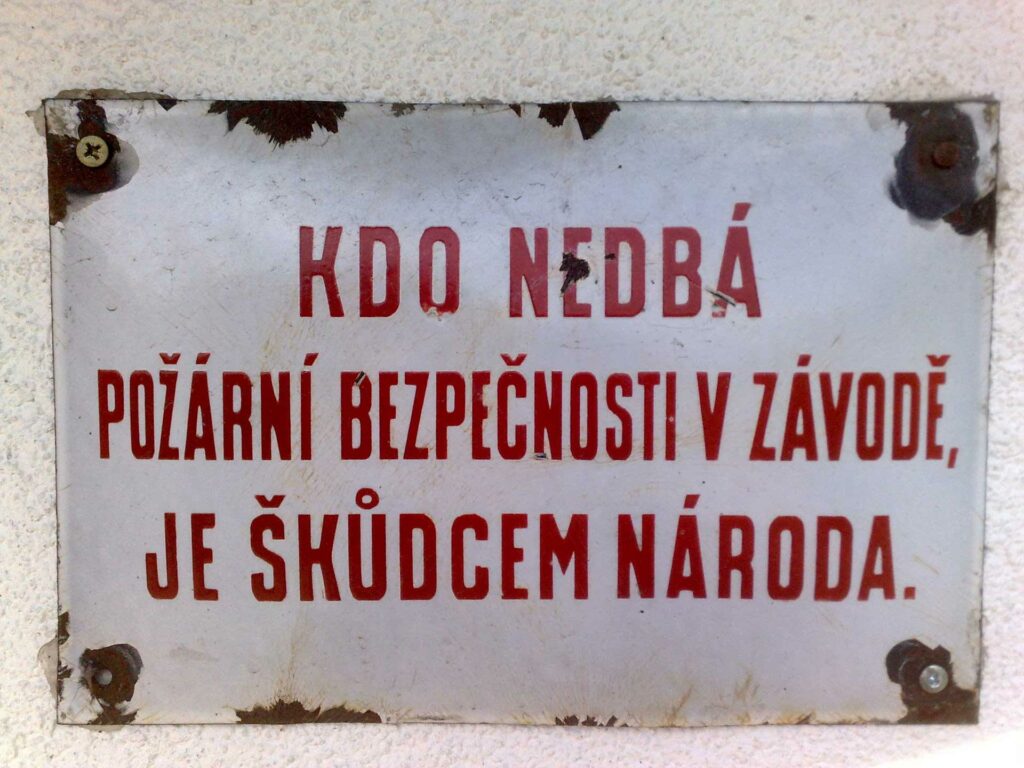 KDO NEDBÁ
POŽÁRNÍ BEZPEČNOSTI V ZÁVODĚ,
JE ŠKŮDCEM NÁRODA.